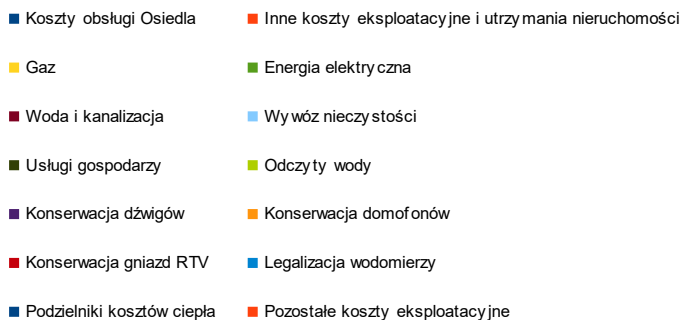 Koszty obsługi Osiedla Inne koszty eksploatacyjne i utrzymania nieruchomości
Gaz Energia elektryczna
Woda i kanalizacja Wywóz nieczystości
Usługi gospodarzy Odczyty wody
Konserwacja dźwigów Konserwacja domofonów
Konserwacja gniazd RTV Legalizacja wodomierzy
Podzielniki kosztów ciepła Pozostałe koszty eksploatacyjne